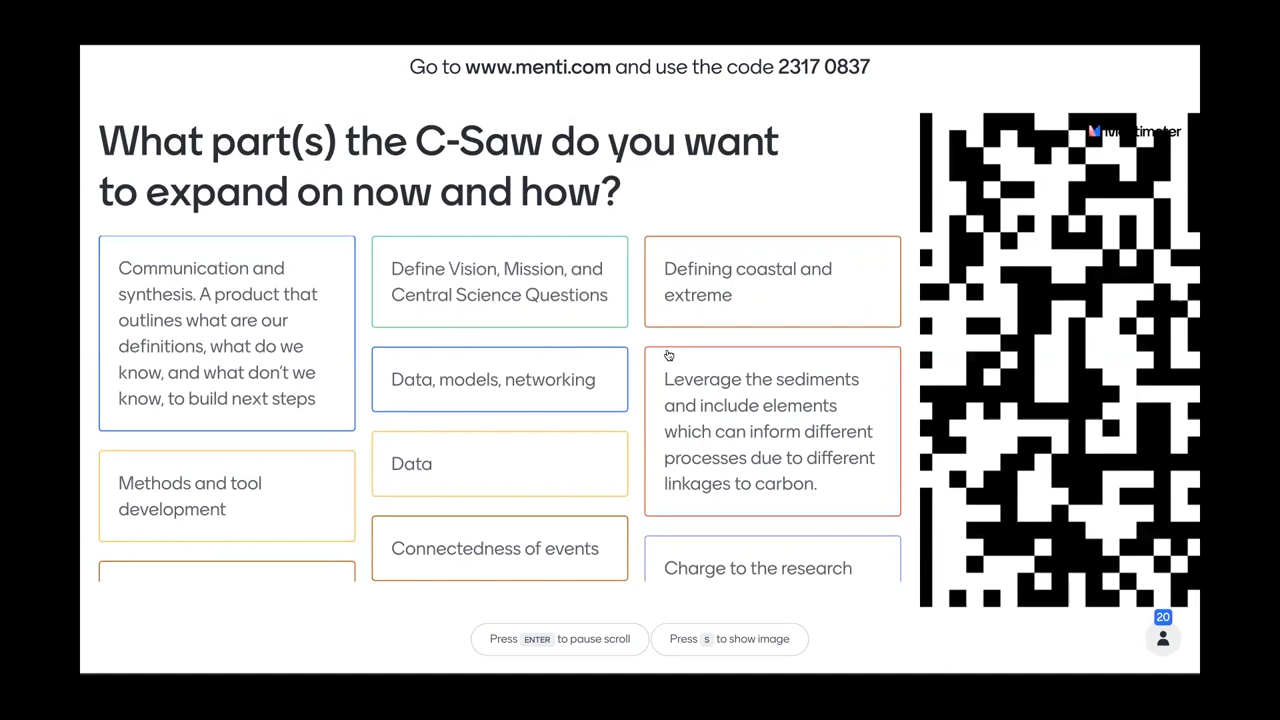 Go to www.menti.com and use the code 2317 0837
Mentimeter
What part(s) the C-Saw do you want
to expand on now and how?
Communication and
synthesis. A product that
outlines what are our
definitions, what do we
know, and what don't we
know, to build next steps
Methods and tool
development
Define Vision, Mission, and
Central Science Questions
Data, models, networking
Data
Connectedness of events
Defining coastal and
extreme
Leverage the sediments
and include elements
which can inform different
processes due to different
linkages to carbon.
Charge to the research
Press ENTER to pause scroll
Press S to show image
20